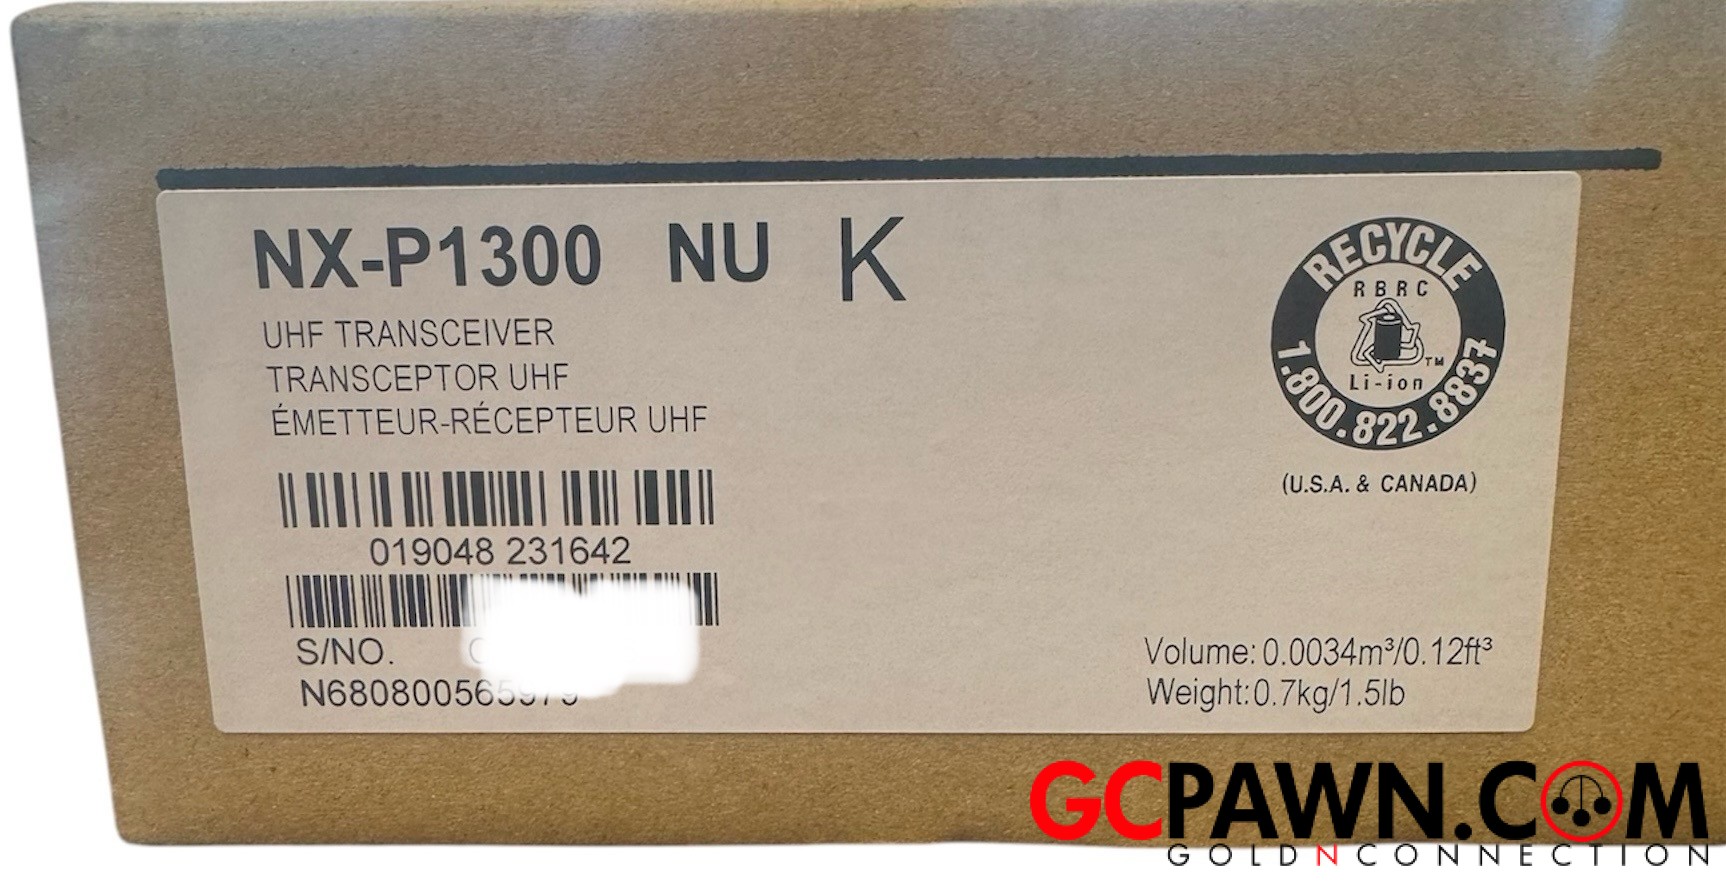 NX-P1300 NU K
UHF TRANSCEIVER
TRANSCEPTOR UHF
ÉMETTEUR-RÉCEPTEUR UHF
019048 231642
S/NO.
RECYCLE
RBRC
TM
Li-ion
1.800.822.8837
(U.S.A. & CANADA)
Volume: 0.0034m³/0.12ft³
Weight: 0.7kg/1.5lb
GCPAWN.COM
GOLDNCONNECTION